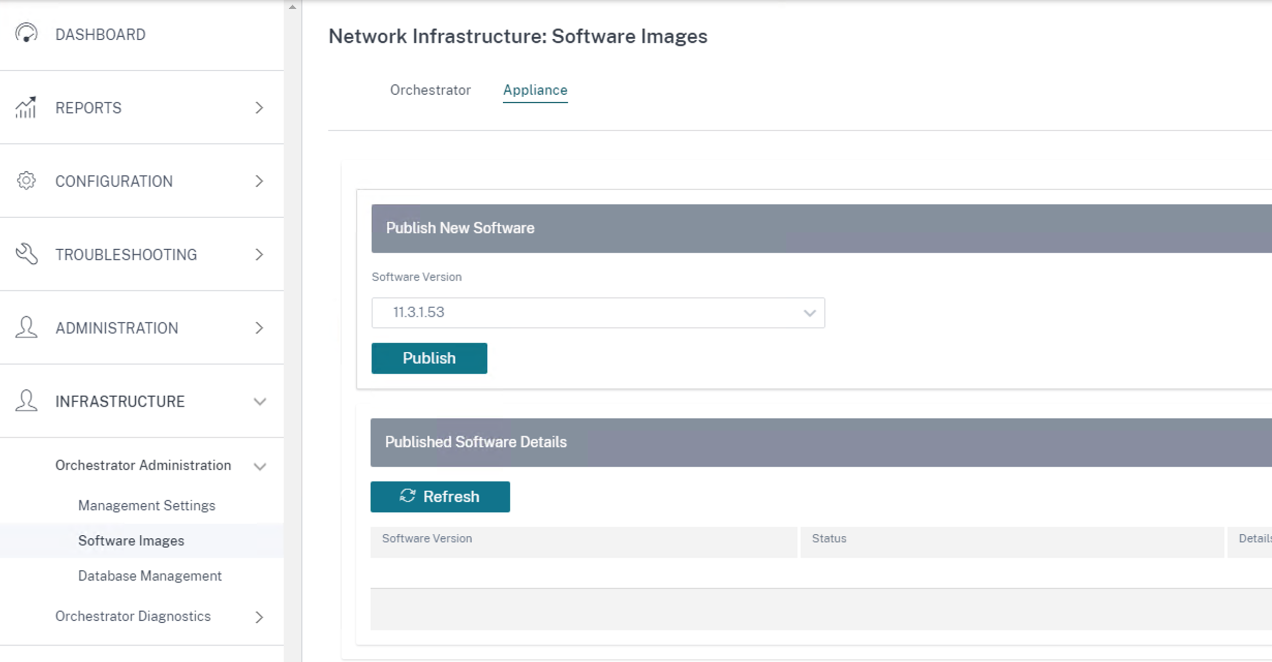 DASHBOARD
REPORTS
CONFIGURATION
TROUBLESHOOTING
ADMINISTRATION
INFRASTRUCTURE
Orchestrator Administration
Management Settings
Software Images
Database Management
Orchestrator Diagnostics
Network Infrastructure: Software Images
Orchestrator Appliance
Publish New Software
Software Version
11.3.1.53
Publish
Published Software Details
Refresh
Software Version Status Details